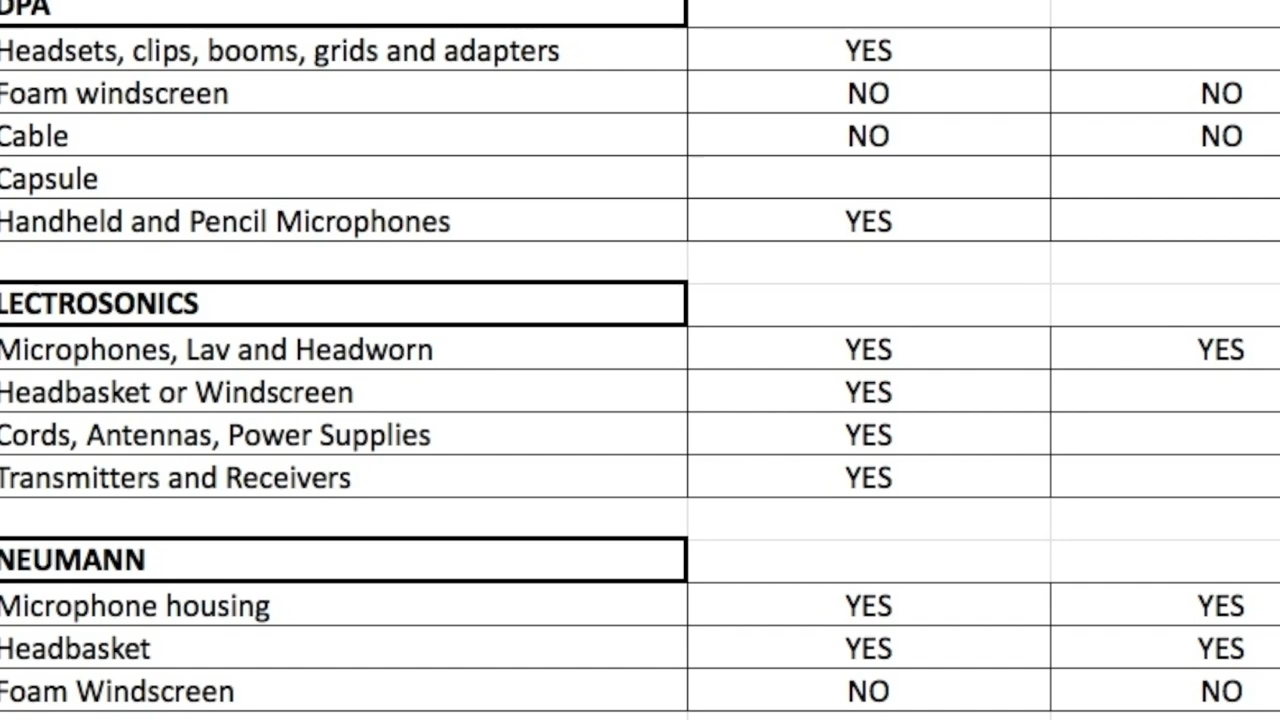 DPA
Headsets, clips, booms, grids and adapters YES
Foam windscreen NO NO
Cable NO NO
Capsule
Handheld and Pencil Microphones YES
LECTROSONICS
Microphones, Lav and Headworn YES YES
Headbasket or Windscreen YES
Cords, Antennas, Power Supplies YES
Transmitters and Receivers YES
NEUMANN
Microphone housing YES YES
Headbasket YES YES
Foam Windscreen NO NO